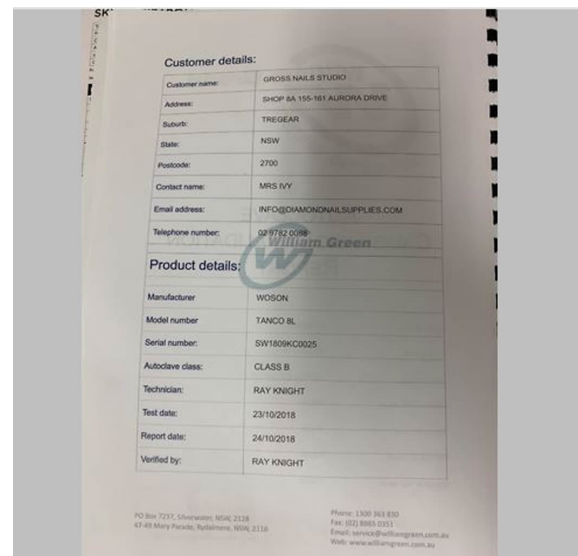 Customer details:
Customer name: GROSS NAILS STUDIO
Address: SHOP 8A 155-161 AURORA DRIVE
Suburb: TREGEAR
State: NSW
Postcode: 2700
Contact name: MRS IVY
Email address: INFO@DIAMONDNAILSUPPLIES.COM
Telephone number: 02 9782 0088
William Green
Product details:
Manufacturer WOSON
Model number TANCO 8L
Serial number: SW1809KC0025
Autoclave class: CLASS B
Technician: RAY KNIGHT
Test date: 23/10/2018
Report date: 24/10/2018
Verified by: RAY KNIGHT
PO Box 7237, Silverwater, NSW, 2128
47-49 Mary Parade, Rydalmere, NSW, 2116
Phone: 1300 363 830
Fax: (02) 8865 0351
Email: service@williamgreen.com.au
Web: www.williamgreen.com.au